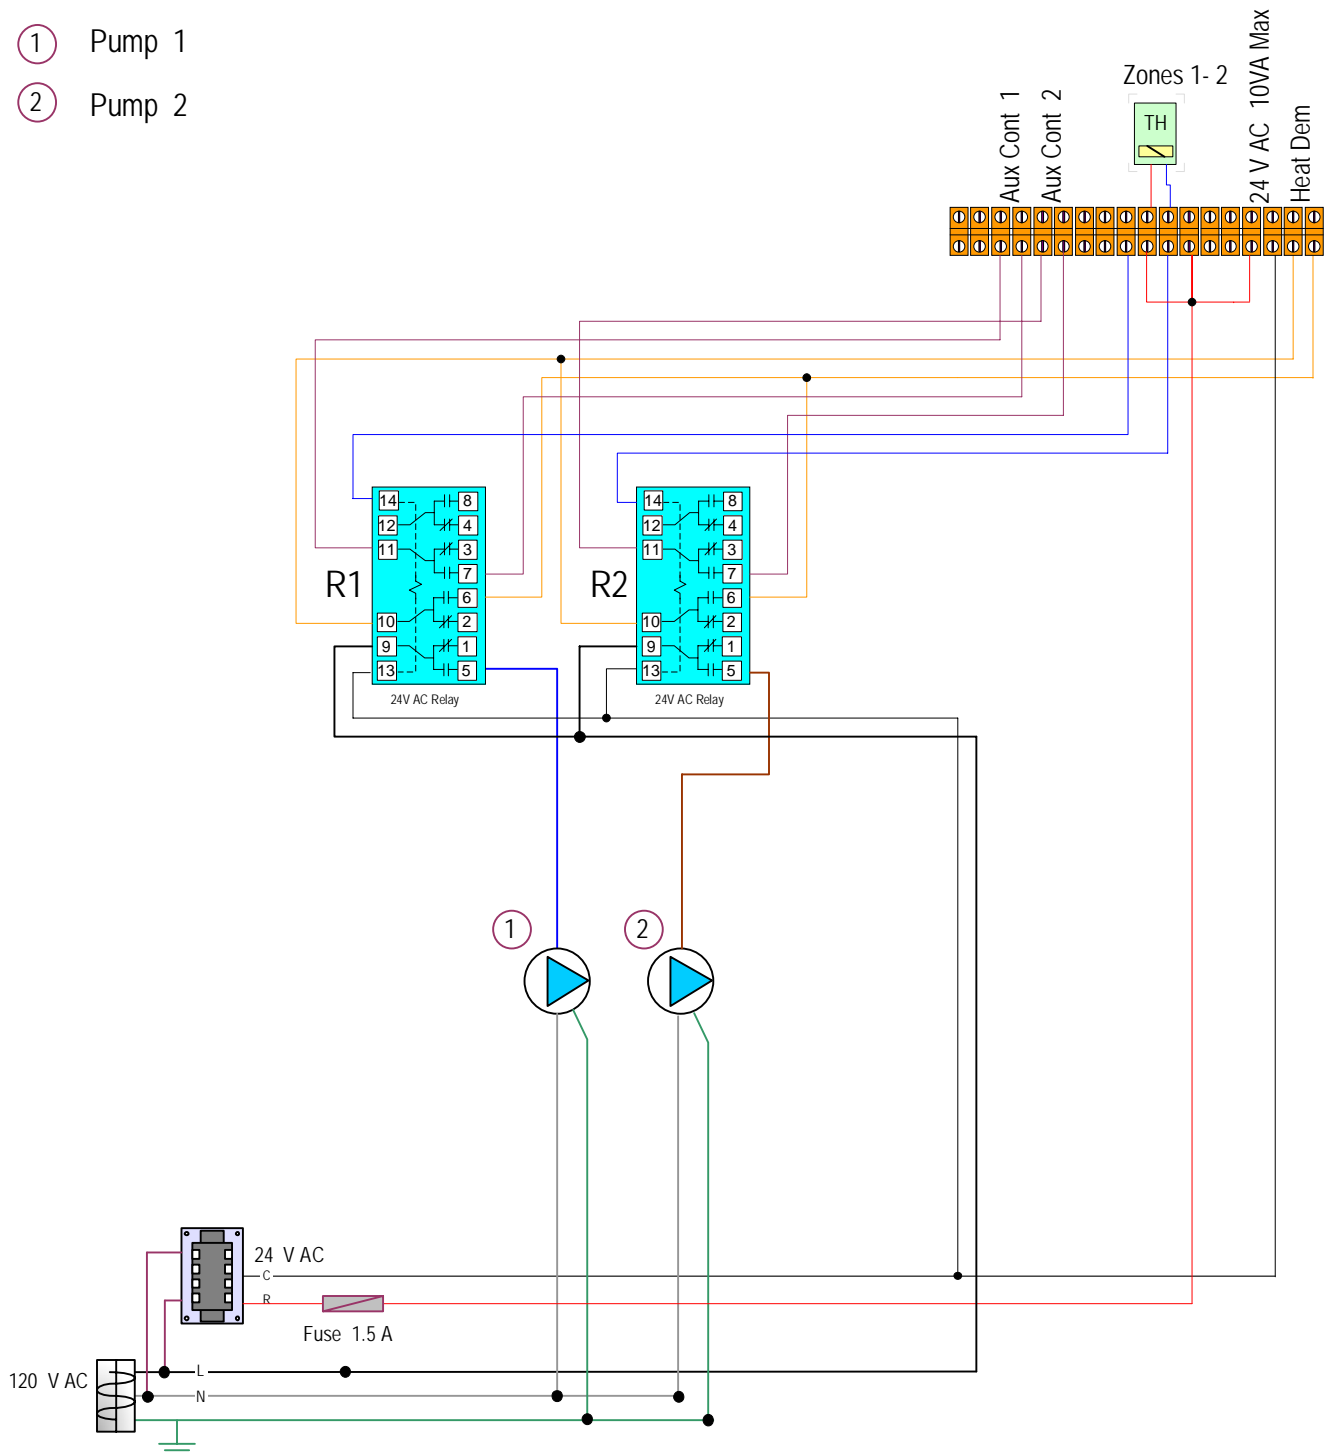 1 Pump 1
2 Pump 2
Zones 1- 2
TH
Aux Cont 1
Aux Cont 2
24 V AC 10VA Max
Heat Dem
R1
14 8
12 4
11 3
7
6
10 2
9 1
13 5
24V AC Relay
R2
14 8
12 4
11 3
7
6
10 2
9 1
13 5
24V AC Relay
1
2
24 V AC
C
R
Fuse 1.5 A
120 V AC
L
N